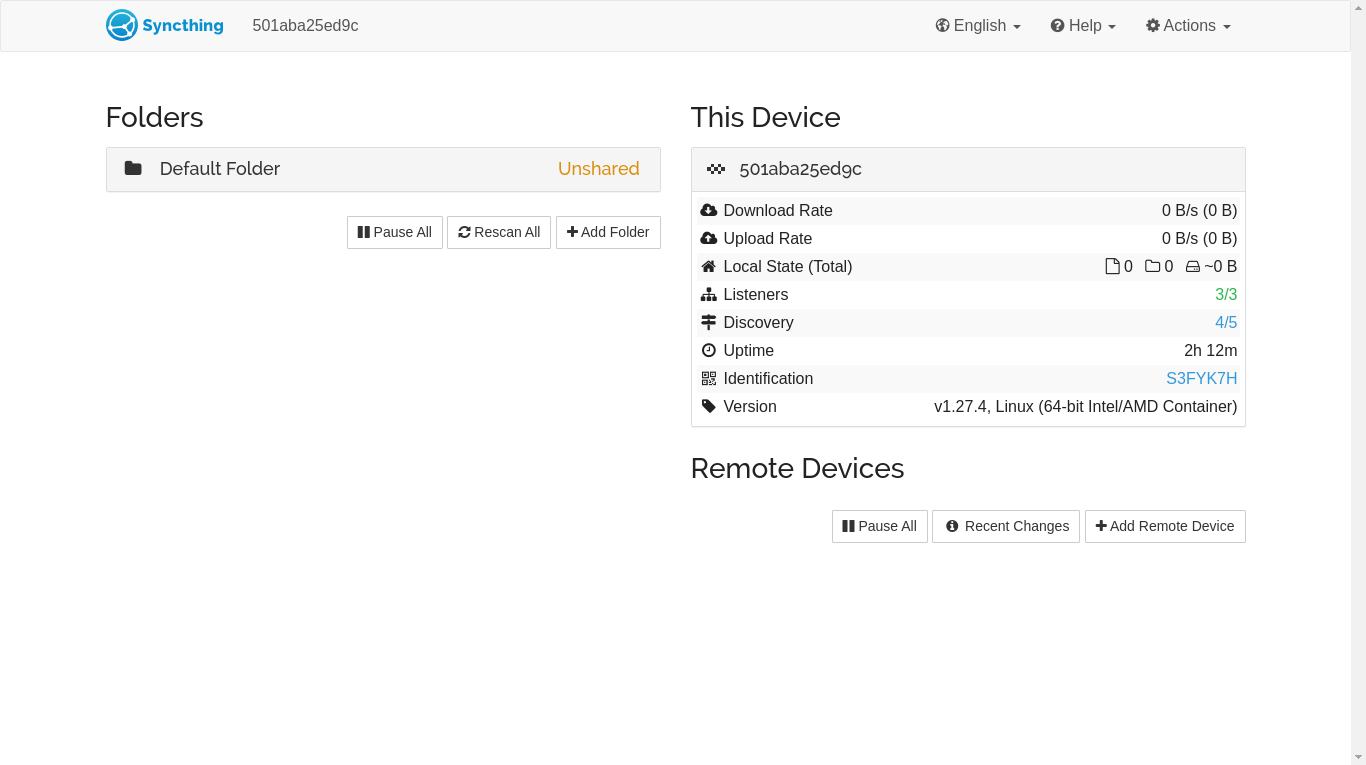 Syncthing 501aba25ed9c English Help Actions
Folders
Default Folder Unshared
Pause All Rescan All Add Folder
This Device
501aba25ed9c
Download Rate 0 B/s (0 B)
Upload Rate 0 B/s (0 B)
Local State (Total) 0 0 ~0 B
Listeners 3/3
Discovery 4/5
Uptime 2h 12m
Identification S3FYK7H
Version v1.27.4, Linux (64-bit Intel/AMD Container)
Remote Devices
Pause All Recent Changes Add Remote Device